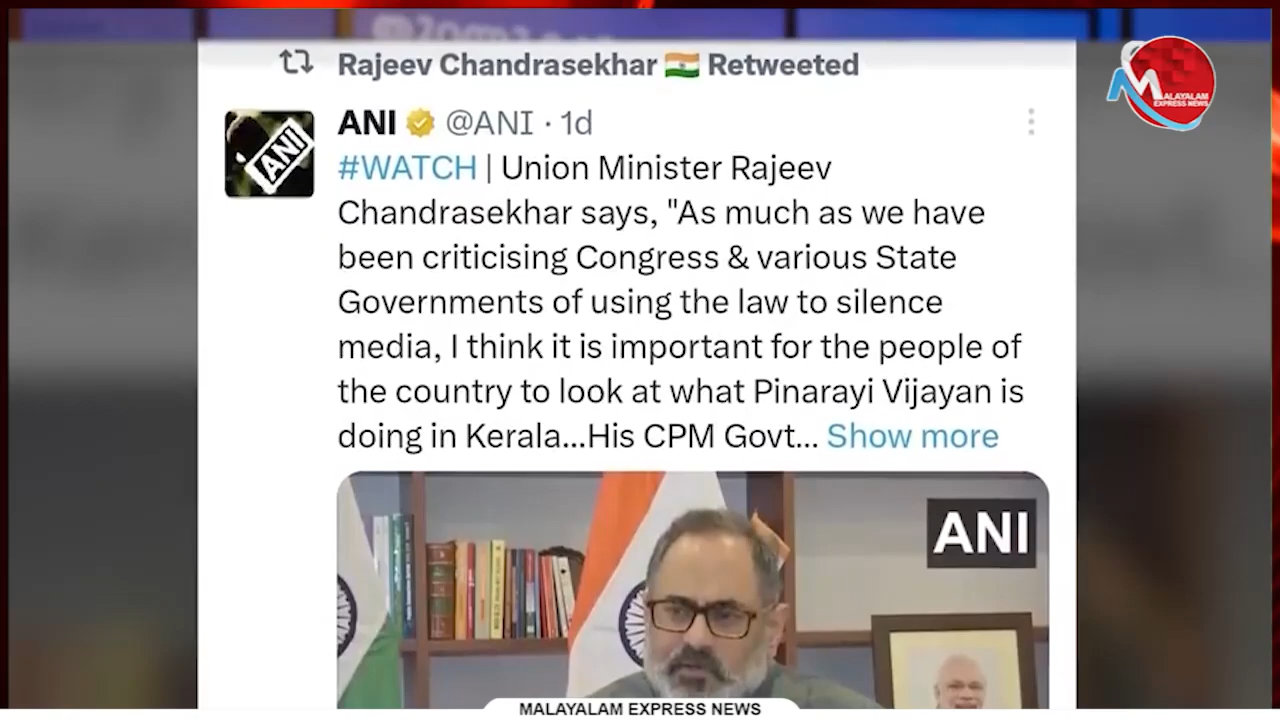 Rajeev Chandrasekhar 🇮🇳 Retweeted
ANI @ANI · 1d
#WATCH | Union Minister Rajeev
Chandrasekhar says, "As much as we have
been criticising Congress & various State
Governments of using the law to silence
media, I think it is important for the people of
the country to look at what Pinarayi Vijayan is
doing in Kerala...His CPM Govt... Show more
ANI
ANI
MALAYALAM
EXPRESS NEWS
MALAYALAM EXPRESS NEWS